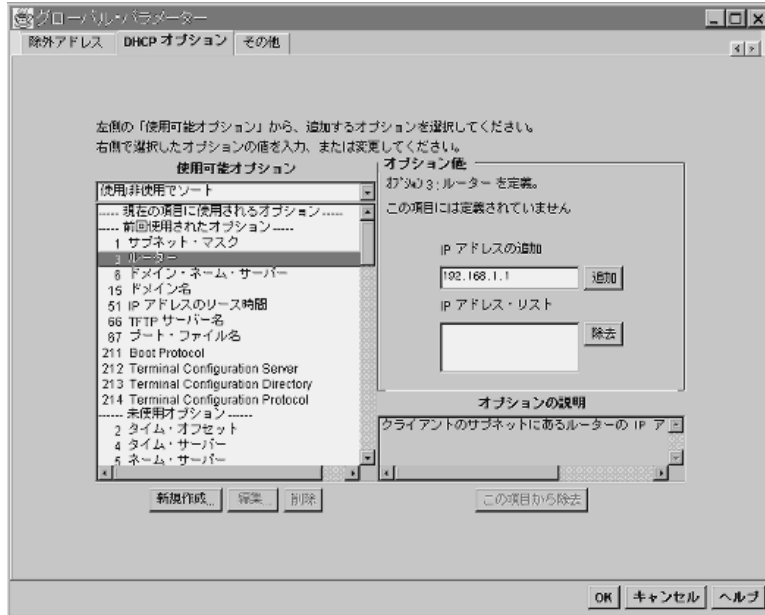 グローバル・パラメーター
除外アドレス DHCP オプション その他
左側の「使用可能オプション」から、追加するオプションを選択してください。
右側で選択したオプションの値を入力、または変更してください。
使用可能オプション
使用/非使用でソート
----- 現在の項目に使用されるオプション -----
----- 前回使用されたオプション -----
1 サブネット・マスク
3 ルーター
6 ドメイン・ネーム・サーバー
15 ドメイン名
51 IP アドレスのリース時間
66 TFTP サーバー名
67 ブート・ファイル名
211 Boot Protocol
212 Terminal Configuration Server
213 Terminal Configuration Directory
214 Terminal Configuration Protocol
------ 未使用オプション ------
2 タイム・オフセット
4 タイム・サーバー
5 ネーム・サーバー
新規作成... 編集... 削除
オプション値:
オプション 3: ルーター を定義。
この項目には定義されていません
IP アドレスの追加
192.168.1.1 追加
IP アドレス・リスト
除去
オプションの説明
クライアントのサブネットにあるルーターの IP ア
この項目から除去
OK キャンセル ヘルプ